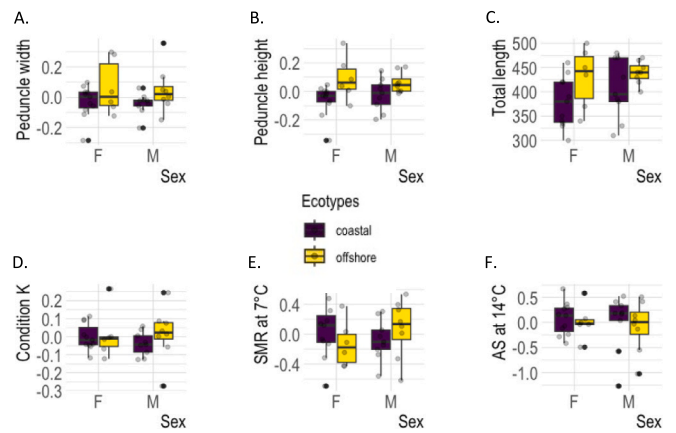 A.
Peduncle width
0.2
0.0
-0.2
F M
Sex
B.
Peduncle height
0.2
0.0
-0.2
F M
Sex
C.
Total length
500
450
400
350
300
F M
Sex
Ecotypes
coastal
offshore
D.
Condition K
0.2
0.1
0.0
-0.1
-0.2
-0.3
F M
Sex
E.
SMR at 7°C
0.4
0.0
-0.4
F M
Sex
F.
AS at 14°C
0.5
0.0
-0.5
-1.0
F M
Sex